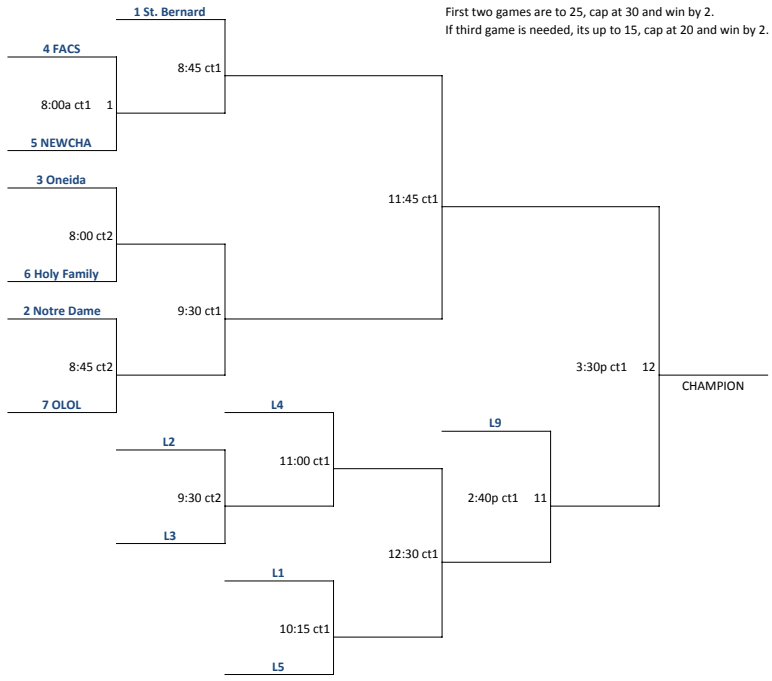 1 St. Bernard
First two games are to 25, cap at 30 and win by 2.
If third game is needed, its up to 15, cap at 20 and win by 2.
4 FACS
8:45 ct1
8:00a ct1 1
5 NEWCHA
3 Oneida
11:45 ct1
8:00 ct2
6 Holy Family
2 Notre Dame
9:30 ct1
8:45 ct2
3:30p ct1 12
CHAMPION
7 OLOL
L4
L9
L2
11:00 ct1
9:30 ct2
2:40p ct1 11
L3
12:30 ct1
L1
10:15 ct1
L5